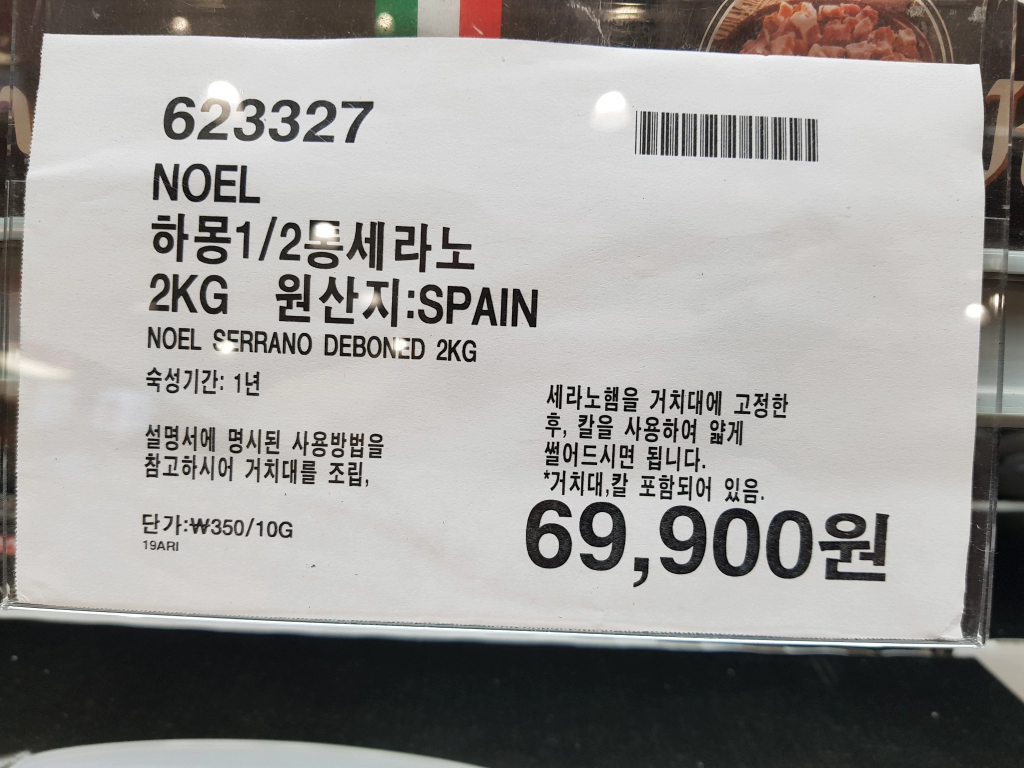 623327
NOEL
하몽1/2통세라노
2KG 원산지:SPAIN
NOEL SERRANO DEBONED 2KG
숙성기간: 1년
설명서에 명시된 사용방법을
참고하시어 거치대를 조립,
세라노햄을 거치대에 고정한
후, 칼을 사용하여 얇게
썰어드시면 됩니다.
*거치대,칼 포함되어 있음.
단가:₩350/10G
19ARI
69,900원